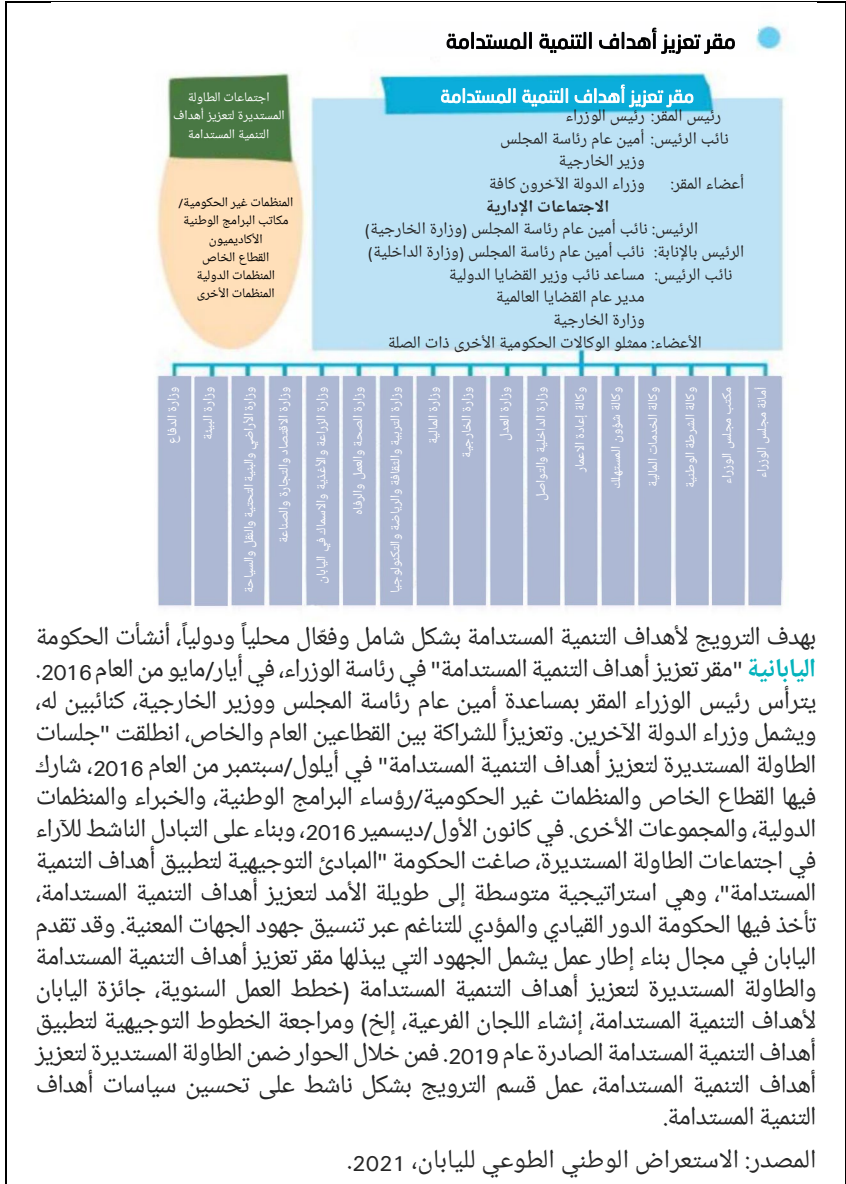 مقر تعزيز أهداف التنمية المستدامة
مقر تعزيز أهداف التنمية المستدامة
رئيس المقر: رئيس الوزراء
نائب الرئيس: أمين عام رئاسة المجلس
وزير الخارجية
أعضاء المقر: وزراء الدولة الآخرون كافة
الاجتماعات الإدارية
الرئيس: نائب أمين عام رئاسة المجلس (وزارة الخارجية)
الرئيس بالإنابة: نائب أمين عام رئاسة المجلس (وزارة الداخلية)
نائب الرئيس: مساعد نائب وزير القضايا الدولية
مدير عام القضايا العالمية
وزارة الخارجية
الأعضاء: ممثلو الوكالات الحكومية الأخرى ذات الصلة
اجتماعات الطاولة
المستديرة لتعزيز أهداف
التنمية المستدامة
المنظمات غير الحكومية/
مكاتب البرامج الوطنية
الأكاديميون
القطاع الخاص
المنظمات الدولية
المنظمات الأخرى
امانة مجلس الوزراء
مكتب مجلس الوزراء
وكالة الشرطة الوطنية
وكالة الخدمات المالية
وكالة شؤون المستهلك
وكالة إعادة الاعمار
وزارة الداخلية والتواصل
وزارة العدل
وزارة الخارجية
وزارة المالية
وزارة التربية والثقافة والرياضة والتكنولوجيا
وزارة الصحة والعمل والرفاه
وزارة الزراعة والأغذية والاسماك في اليابان
وزارة الاقتصاد والتجارة والصناعة
وزارة الأراضي والبنية التحتية والنقل والسياحة
وزارة البيئة
وزارة الدفاع
بهدف الترويج لأهداف التنمية المستدامة بشكل شامل وفعّال محلياً ودولياً، أنشأت الحكومة
اليابانية "مقر تعزيز أهداف التنمية المستدامة" في رئاسة الوزراء، في أيار/مايو من العام 2016.
يترأس رئيس الوزراء المقر بمساعدة أمين عام رئاسة المجلس ووزير الخارجية، كنائبين له،
ويشمل وزراء الدولة الآخرين. وتعزيزاً للشراكة بين القطاعين العام والخاص، انطلقت "جلسات
الطاولة المستديرة لتعزيز أهداف التنمية المستدامة" في أيلول/سبتمبر من العام 2016، شارك
فيها القطاع الخاص والمنظمات غير الحكومية/رؤساء البرامج الوطنية، والخبراء والمنظمات
الدولية، والمجموعات الأخرى. في كانون الأول/ديسمبر 2016، وبناء على التبادل الناشط للآراء
في اجتماعات الطاولة المستديرة، صاغت الحكومة "المبادئ التوجيهية لتطبيق أهداف التنمية
المستدامة"، وهي استراتيجية متوسطة إلى طويلة الأمد لتعزيز أهداف التنمية المستدامة،
تأخذ فيها الحكومة الدور القيادي والمؤدي للتناغم عبر تنسيق جهود الجهات المعنية. وقد تقدم
اليابان في مجال بناء إطار عمل يشمل الجهود التي يبذلها مقر تعزيز أهداف التنمية المستدامة
والطاولة المستديرة لتعزيز أهداف التنمية المستدامة (خطط العمل السنوية، جائزة اليابان
لأهداف التنمية المستدامة، إنشاء اللجان الفرعية، إلخ) ومراجعة الخطوط التوجيهية لتطبيق
أهداف التنمية المستدامة الصادرة عام 2019. فمن خلال الحوار ضمن الطاولة المستديرة لتعزيز
أهداف التنمية المستدامة، عمل قسم الترويج بشكل ناشط على تحسين سياسات أهداف
التنمية المستدامة.
المصدر: الاستعراض الوطني الطوعي لليابان، 2021.